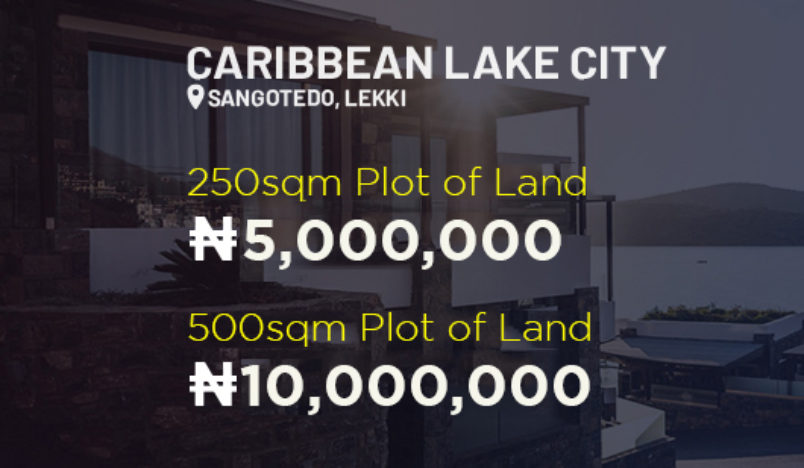 CARIBBEAN LAKE CITY
SANGOTEDO, LEKKI
250sqm Plot of Land
₦5,000,000
500sqm Plot of Land
₦10,000,000